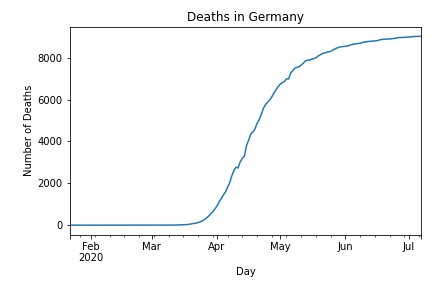 Deaths in Germany
Number of Deaths
8000
6000
4000
2000
0
Feb
2020
Mar
Apr
May
Jun
Jul
Day